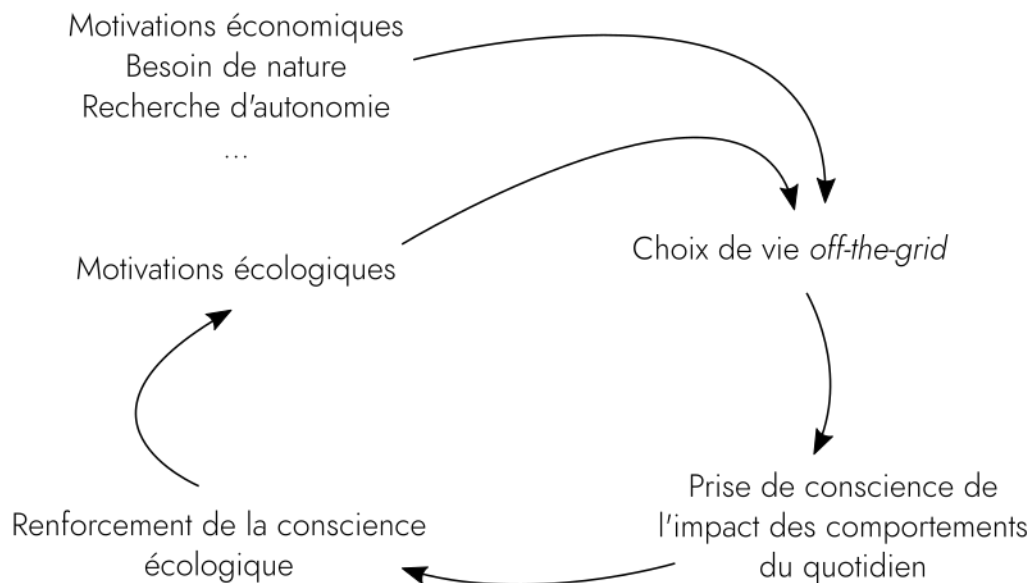 Motivations économiques
Besoin de nature
Recherche d'autonomie
...
Motivations écologiques
Choix de vie off-the-grid
Prise de conscience de
l'impact des comportements
du quotidien
Renforcement de la conscience
écologique